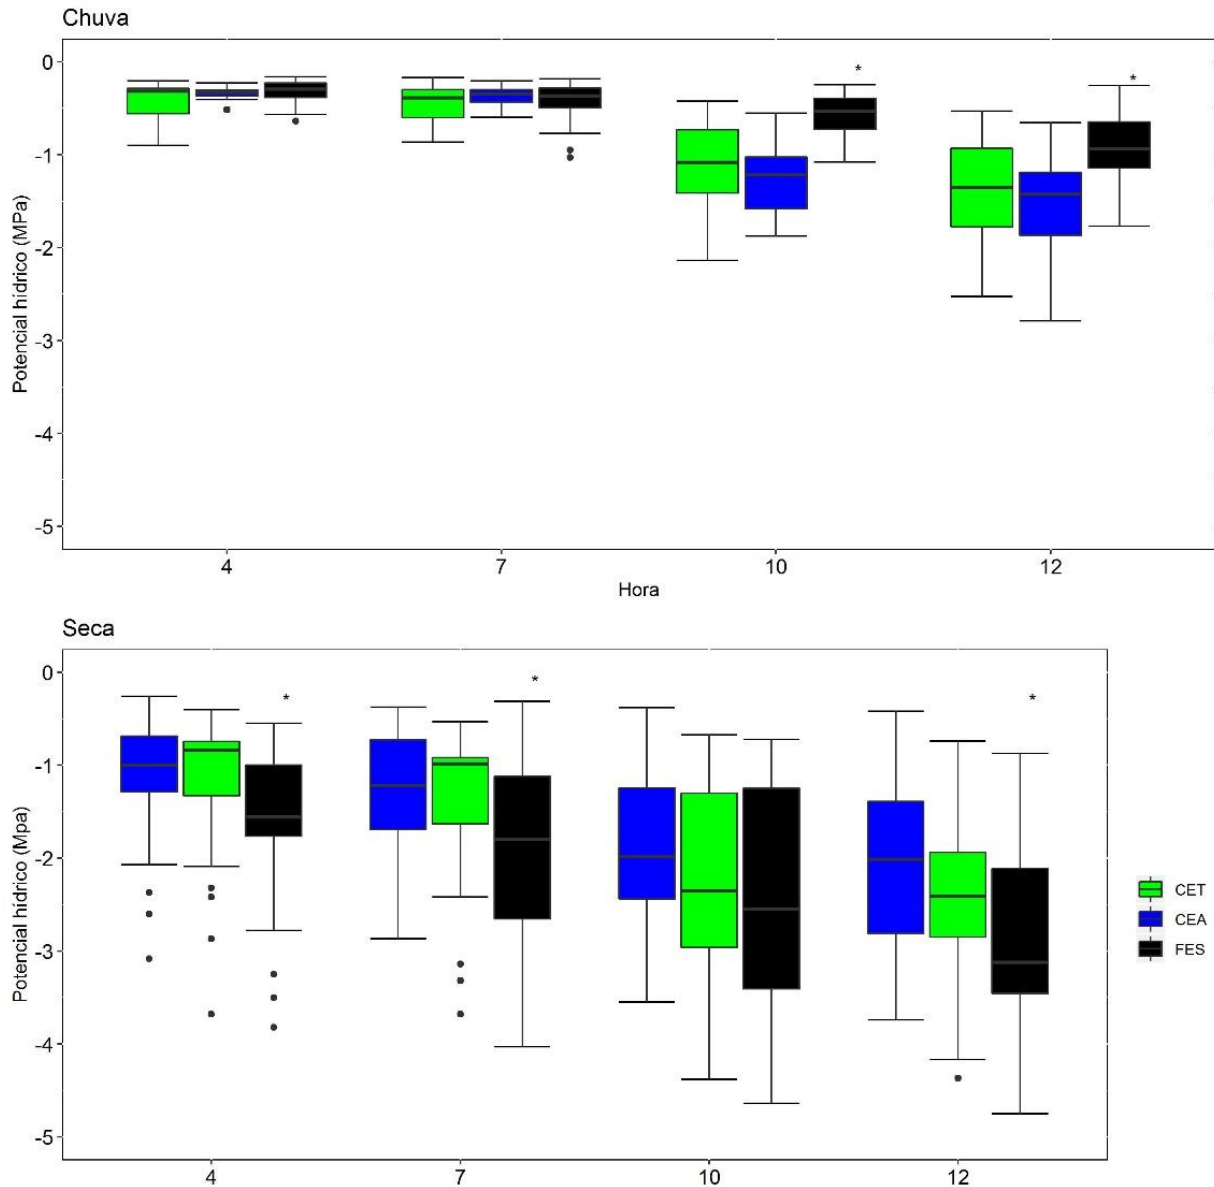 Chuva
Potencial hídrico (MPa)
0
-1
-2
-3
-4
-5
* *
4 7 10 12
Hora
Seca
Potencial hídrico (Mpa)
0
-1
-2
-3
-4
-5
* * *
4 7 10 12
CET
CEA
FES